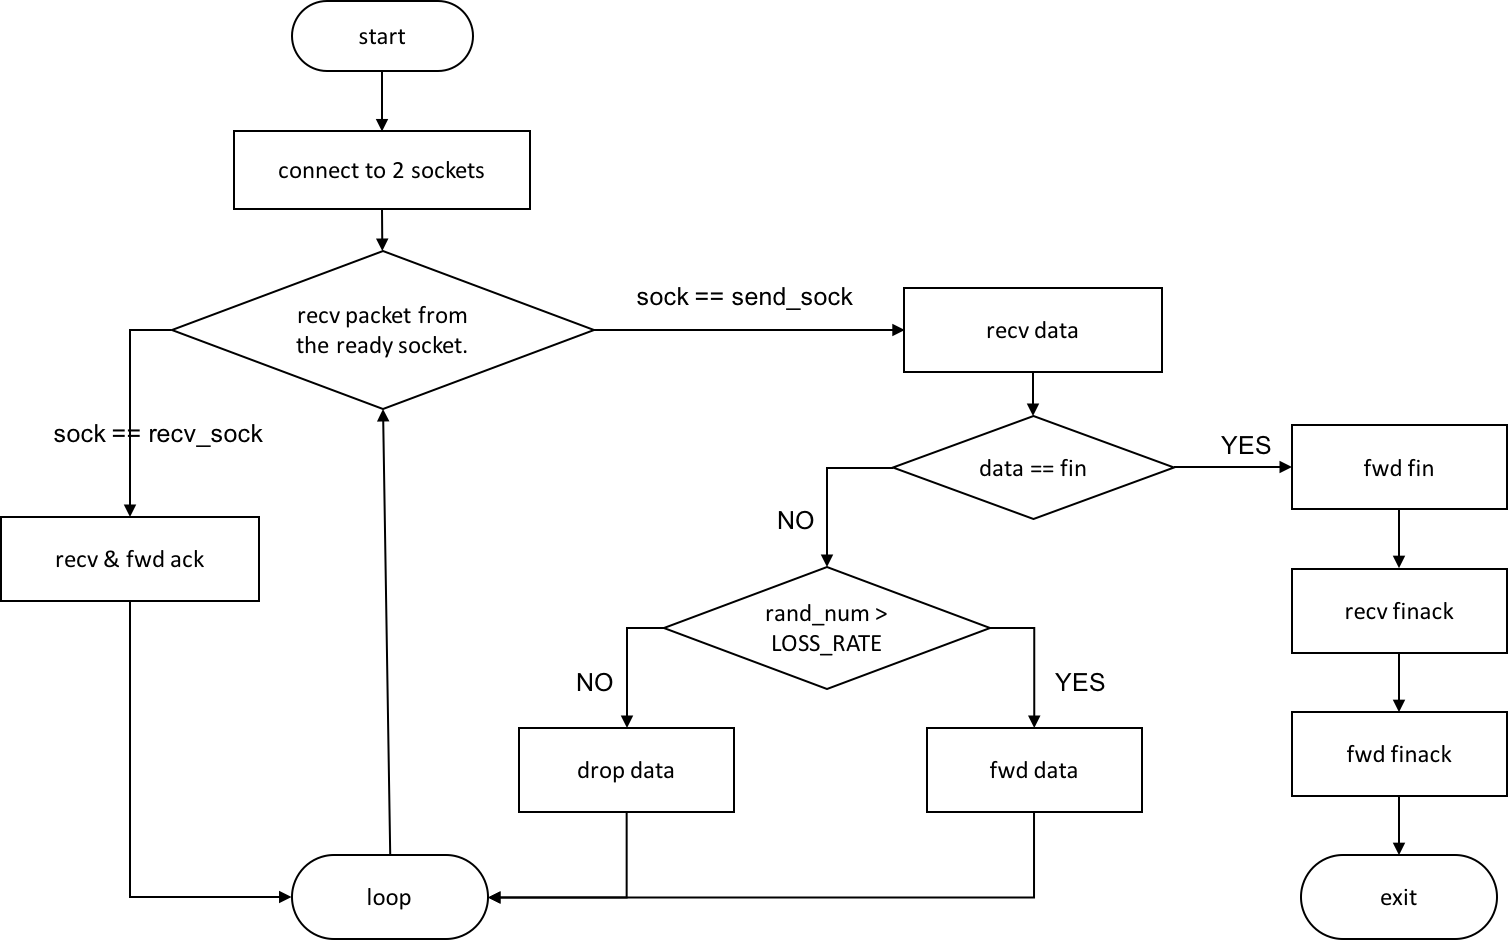 start
connect to 2 sockets
recv packet from
the ready socket.
sock == send_sock
recv data
sock == recv_sock
data == fin
YES
fwd fin
NO
recv & fwd ack
rand_num >
LOSS_RATE
recv finack
NO
YES
drop data
fwd data
fwd finack
loop
exit